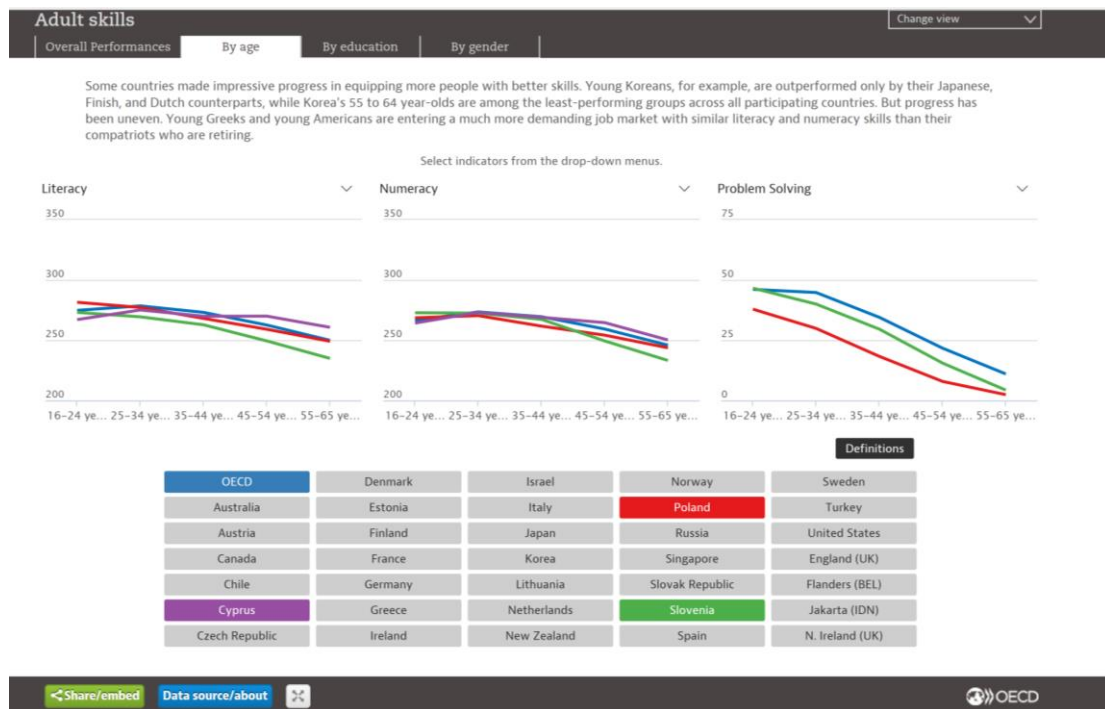 Adult skills
Change view
Overall Performances
By age
By education
By gender
Some countries made impressive progress in equipping more people with better skills. Young Koreans, for example, are outperformed only by their Japanese,
Finish, and Dutch counterparts, while Korea's 55 to 64 year-olds are among the least-performing groups across all participating countries. But progress has
been uneven. Young Greeks and young Americans are entering a much more demanding job market with similar literacy and numeracy skills than their
compatriots who are retiring.
Select indicators from the drop-down menus.
Literacy
350
300
250
200
16-24 ye... 25-34 ye... 35-44 ye... 45-54 ye... 55-65 ye...
Numeracy
350
300
250
200
16-24 ye... 25-34 ye... 35-44 ye... 45-54 ye... 55-65 ye...
Problem Solving
75
50
25
0
16-24 ye... 25-34 ye... 35-44 ye... 45-54 ye... 55-65 ye...
Definitions
OECD Denmark Israel Norway Sweden
Australia Estonia Italy Poland Turkey
Austria Finland Japan Russia United States
Canada France Korea Singapore England (UK)
Chile Germany Lithuania Slovak Republic Flanders (BEL)
Cyprus Greece Netherlands Slovenia Jakarta (IDN)
Czech Republic Ireland New Zealand Spain N. Ireland (UK)
Share/embed
Data source/about
OECD